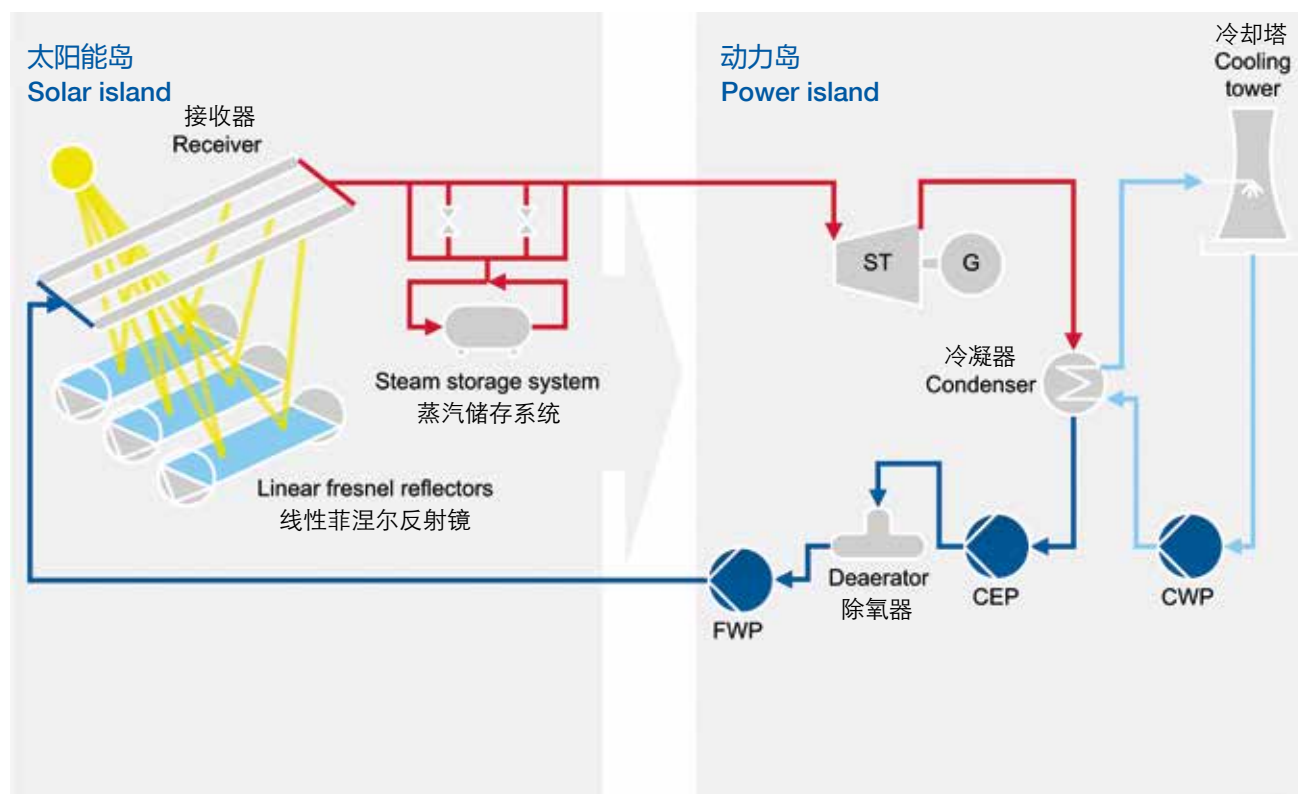 太阳能岛
Solar island
接收器
Receiver
Steam storage system
蒸汽储存系统
Linear fresnel reflectors
线性菲涅尔反射镜
动力岛
Power island
冷却塔
Cooling
tower
ST
G
冷凝器
Condenser
Deaerator
除氧器
CEP
CWP
FWP